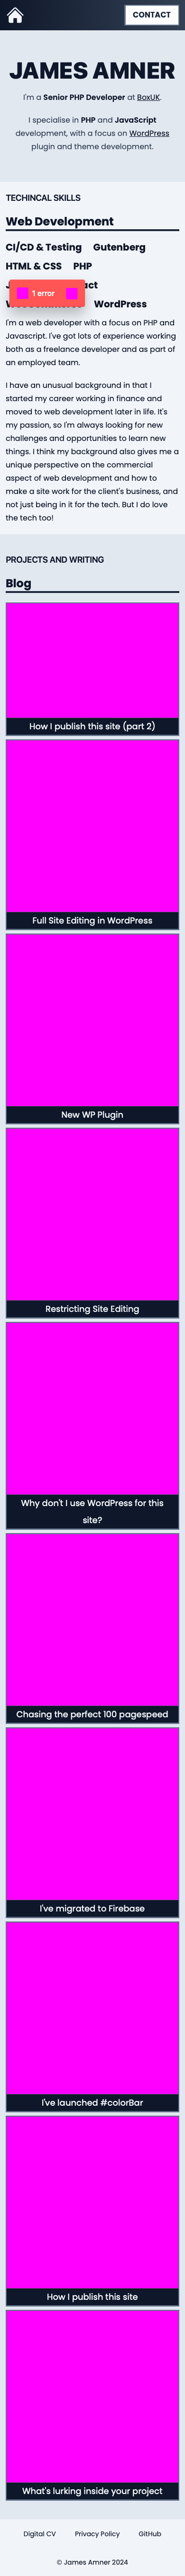 CONTACT
JAMES AMNER
I'm a Senior PHP Developer at BoxUK.
I specialise in PHP and JavaScript
development, with a focus on WordPress
plugin and theme development.
TECHINCAL SKILLS
Web Development
CI/CD & Testing Gutenberg
HTML & CSS PHP
1 error
WordPress
I'm a web developer with a focus on PHP and
Javascript. I've got lots of experience working
both as a freelance developer and as part of
an employed team.
I have an unusual background in that I
started my career working in finance and
moved to web development later in life. It's
my passion, so I'm always looking for new
challenges and opportunities to learn new
things. I think my background also gives me a
unique perspective on the commercial
aspect of web development and how to
make a site work for the client's business, and
not just being in it for the tech. But I do love
the tech too!
PROJECTS AND WRITING
Blog
How I publish this site (part 2)
Full Site Editing in WordPress
New WP Plugin
Restricting Site Editing
Why don't I use WordPress for this
site?
Chasing the perfect 100 pagespeed
I've migrated to Firebase
I've launched #colorBar
How I publish this site
What's lurking inside your project
Digital CV Privacy Policy GitHub
© James Amner 2024